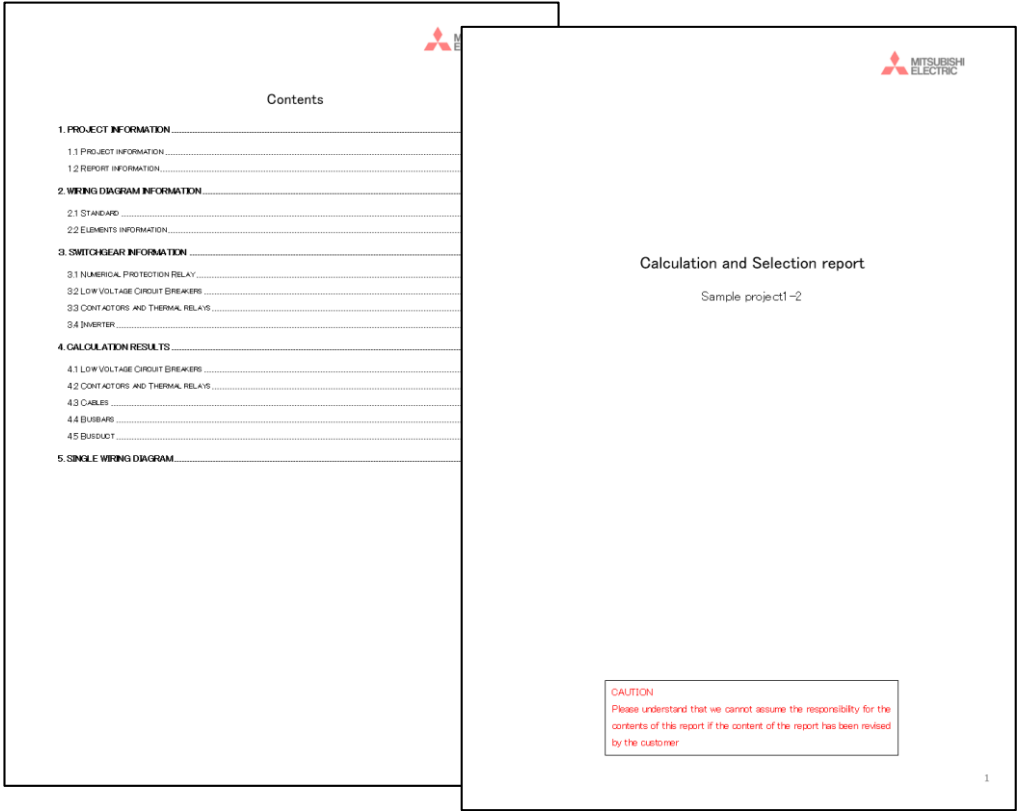 Contents
1. PROJECT INFORMATION
1.1 PROJECT INFORMATION
1.2 REPORT INFORMATION
2. WIRING DIAGRAM INFORMATION
2.1 STANDARD
2.2 ELEMENTS INFORMATION
3. SWITCHGEAR INFORMATION
3.1 NUMERICAL PROTECTION RELAY
3.2 LOW VOLTAGE CIRCUIT BREAKERS
3.3 CONTACTORS AND THERMAL RELAYS
3.4 INVERTER
4. CALCULATION RESULTS
4.1 LOW VOLTAGE CIRCUIT BREAKERS
4.2 CONTACTORS AND THERMAL RELAYS
4.3 CABLES
4.4 BUSBARS
4.5 BUSDUCT
5. SINGLE WIRING DIAGRAM
MITSUBISHI
ELECTRIC
Calculation and Selection report
Sample project1-2
CAUTION
Please understand that we cannot assume the responsibility for the
contents of this report if the content of the report has been revised
by the customer
1